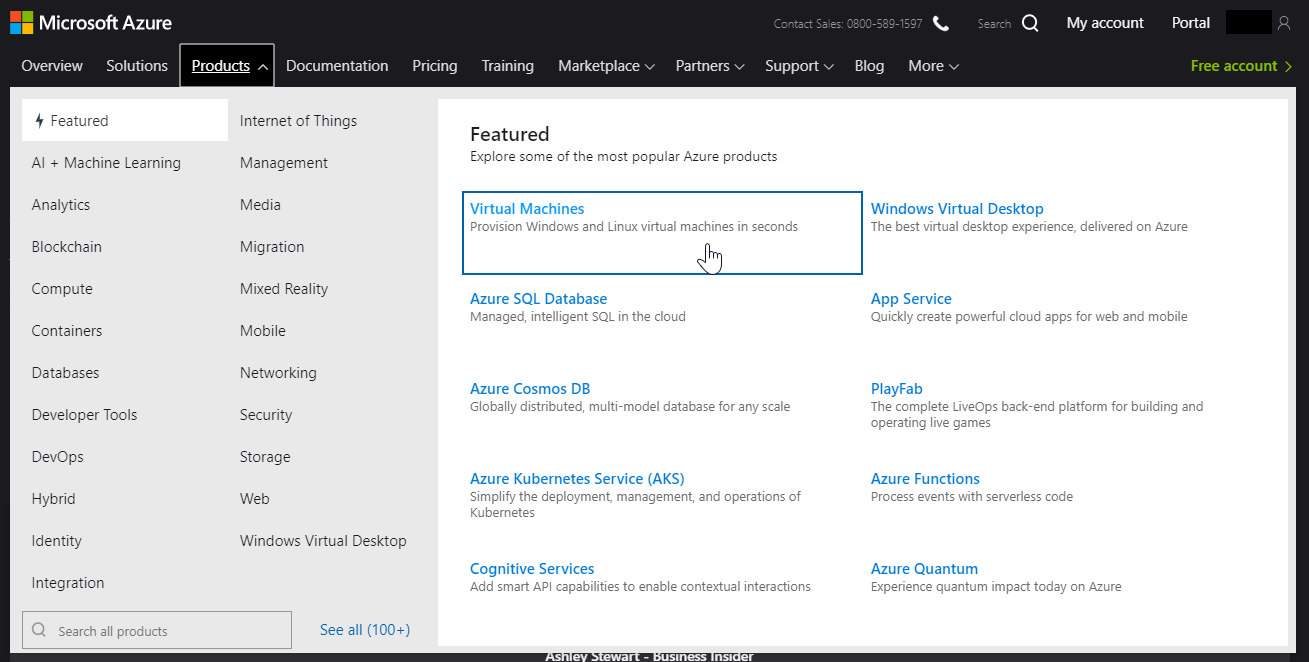 Microsoft Azure
Contact Sales: 0800-589-1597
Search
My account
Portal
Overview
Solutions
Products
Documentation
Pricing
Training
Marketplace
Partners
Support
Blog
More
Free account
Featured
AI + Machine Learning
Analytics
Blockchain
Compute
Containers
Databases
Developer Tools
DevOps
Hybrid
Identity
Integration
Internet of Things
Management
Media
Migration
Mixed Reality
Mobile
Networking
Security
Storage
Web
Windows Virtual Desktop
Search all products
See all (100+)
Featured
Explore some of the most popular Azure products
Virtual Machines
Provision Windows and Linux virtual machines in seconds
Windows Virtual Desktop
The best virtual desktop experience, delivered on Azure
Azure SQL Database
Managed, intelligent SQL in the cloud
App Service
Quickly create powerful cloud apps for web and mobile
Azure Cosmos DB
Globally distributed, multi-model database for any scale
PlayFab
The complete LiveOps back-end platform for building and
operating live games
Azure Kubernetes Service (AKS)
Simplify the deployment, management, and operations of
Kubernetes
Azure Functions
Process events with serverless code
Cognitive Services
Add smart API capabilities to enable contextual interactions
Azure Quantum
Experience quantum impact today on Azure
Ashley Stewart - Business Insider